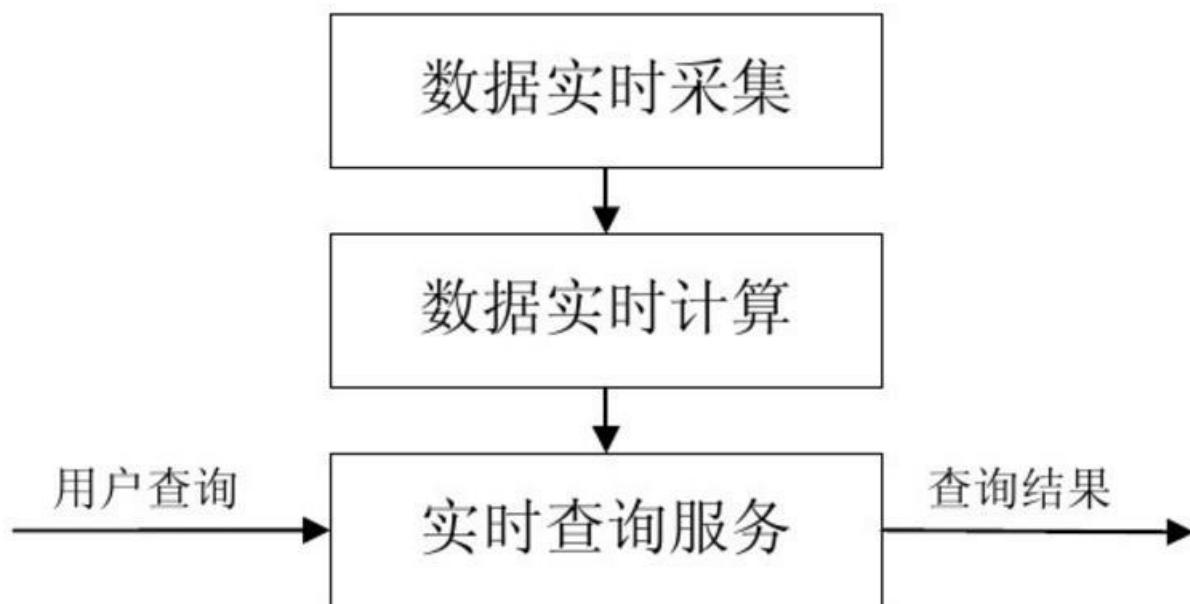 数据实时采集
数据实时计算
用户查询
实时查询服务
查询结果